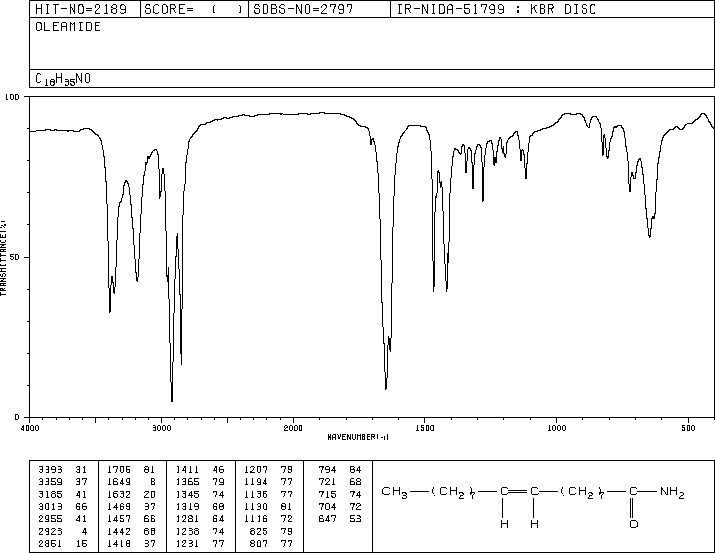 HIT-NO=2189 SCORE= ( ) SDBS-NO=2797 IR-NIDA-51799 : KBR DISC
OLEAMIDE
C18H35NO
100
TRANSMITTANCE(%)
50
0
4000 3000 2000 1500 1000 500
WAVENUMBER(-1)
3393 31 1706 81 1411 46 1207 79 794 84
3359 37 1649 8 1365 79 1194 77 721 68
3185 41 1632 20 1345 74 1136 77 715 74
3013 66 1469 37 1319 68 1130 81 704 72
2955 41 1457 66 1281 64 1116 72 647 53
2923 4 1442 68 1238 74 825 79
2851 16 1418 37 1231 77 807 77
CH3 (CH2)7 C C (CH2)7 C NH2
H H O